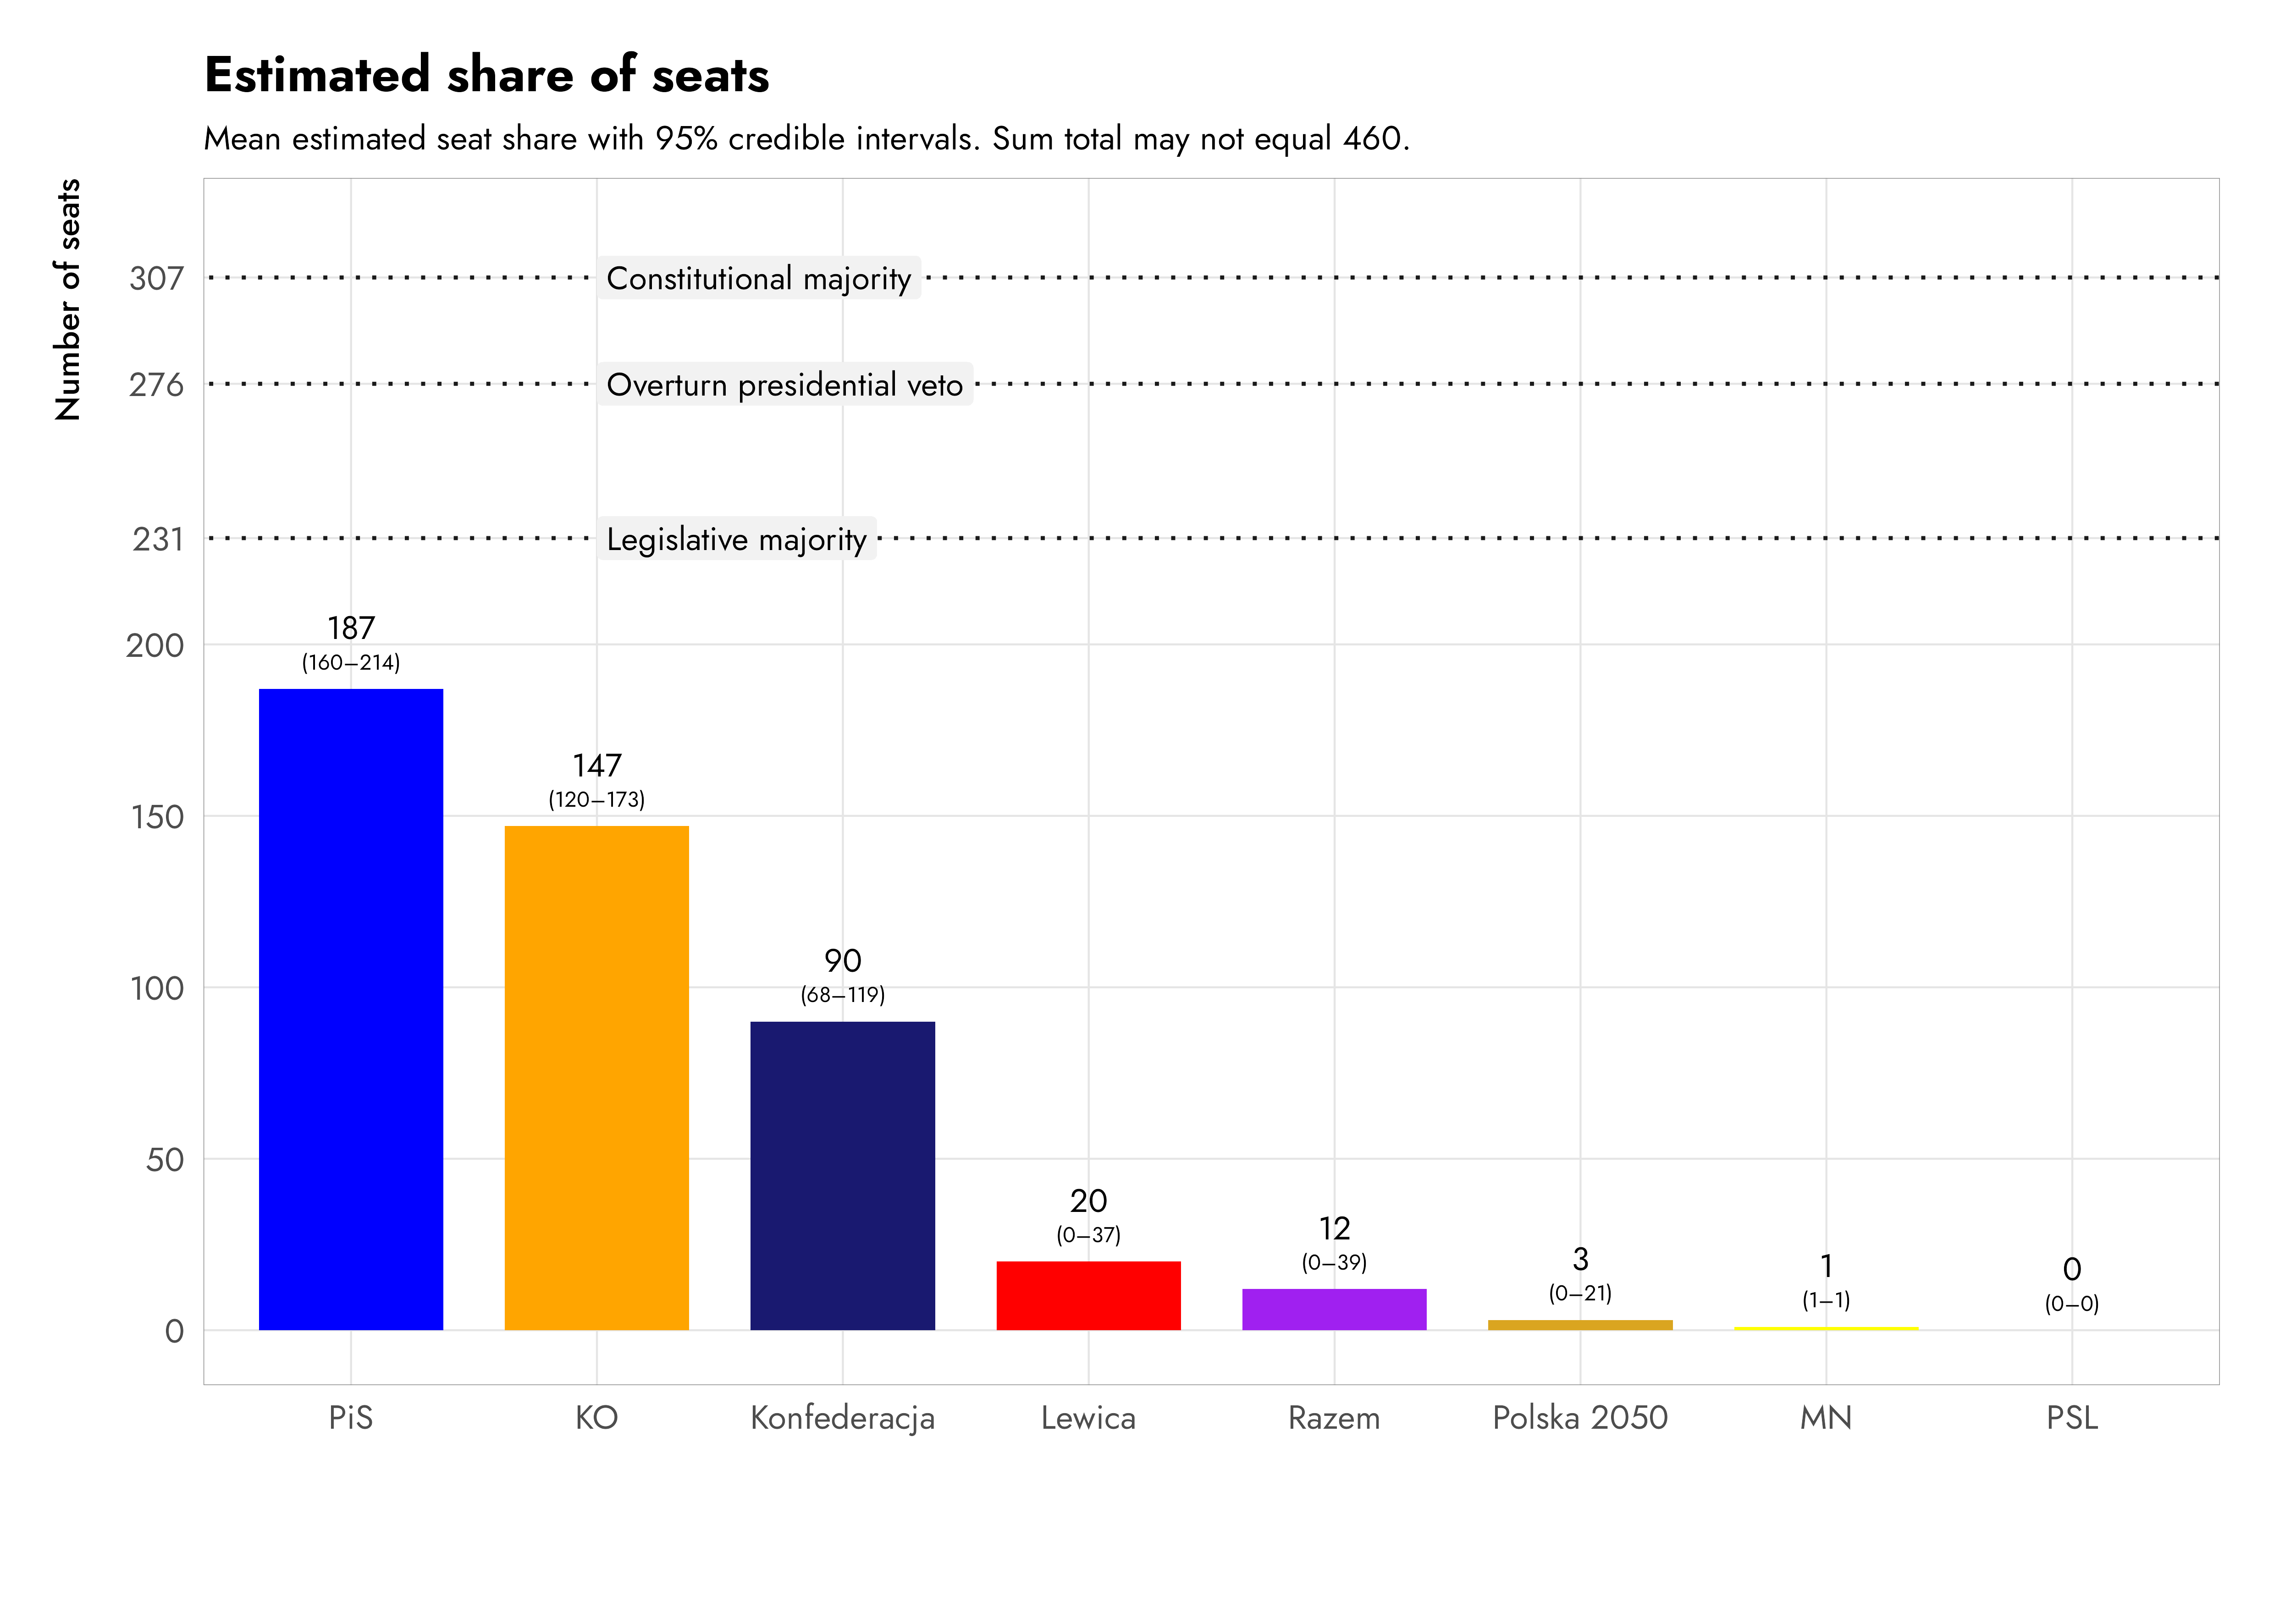 Estimated share of seats
Mean estimated seat share with 95% credible intervals. Sum total may not equal 460.
Number of seats
307
Constitutional majority
276
Overturn presidential veto
231
Legislative majority
200
150
100
50
0
187
(160–214)
147
(120–173)
90
(68–119)
20
(0–37)
12
(0–39)
3
(0–21)
1
(1–1)
0
(0–0)
PiS
KO
Konfederacja
Lewica
Razem
Polska 2050
MN
PSL